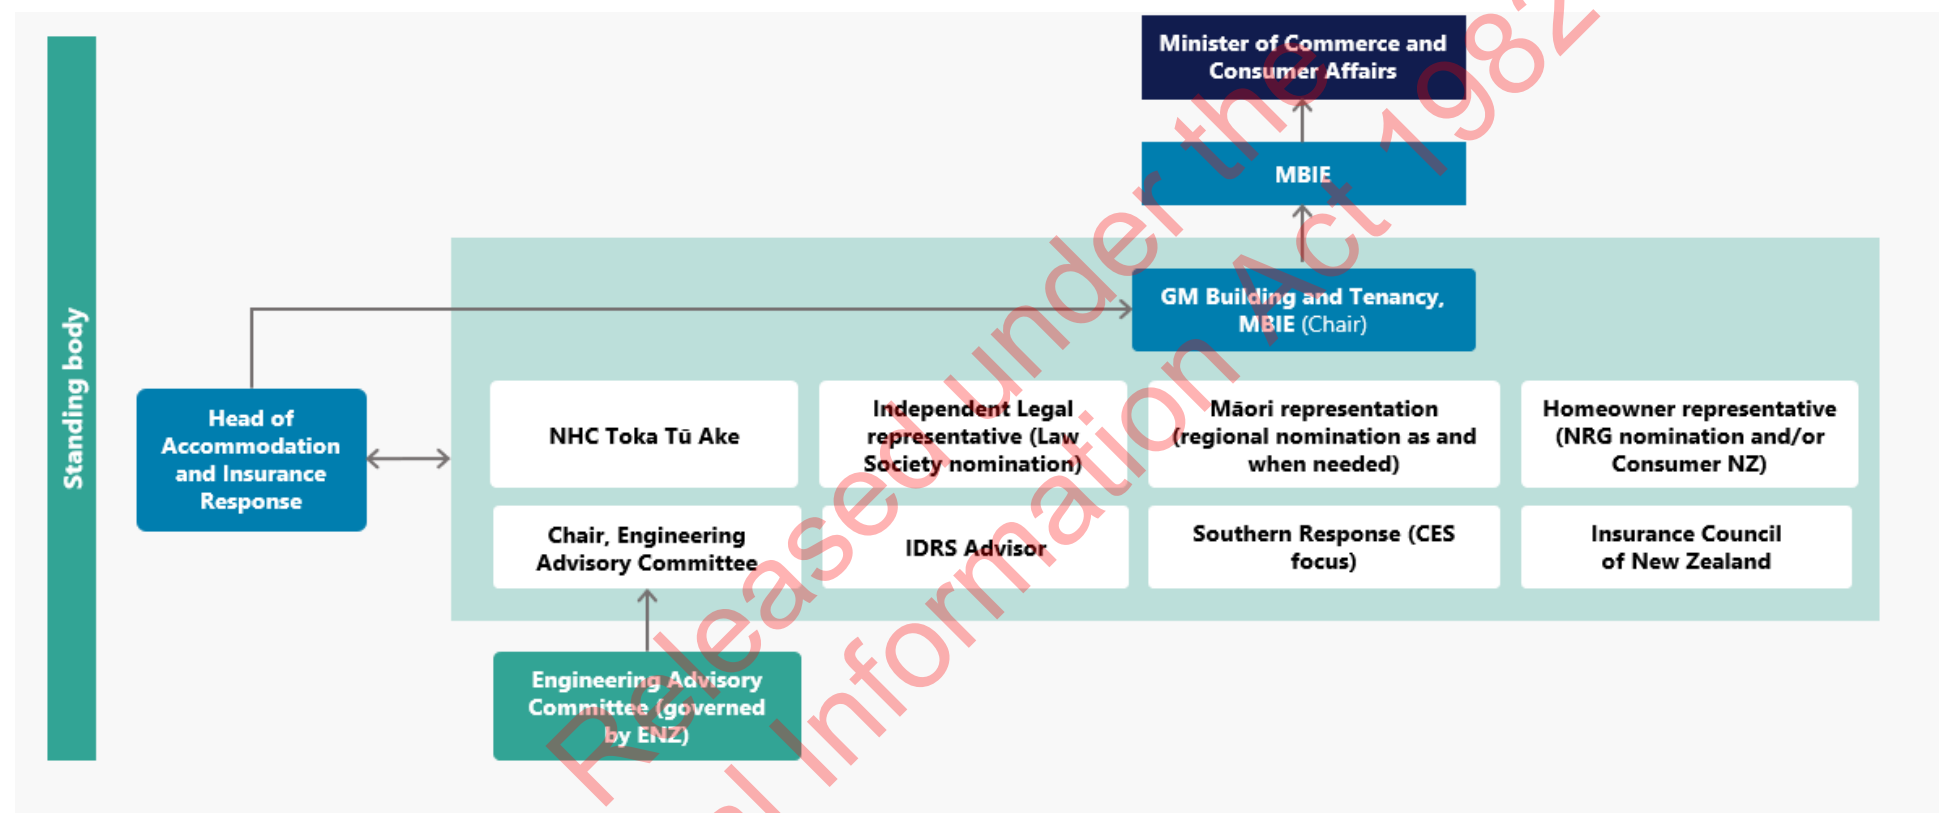 Standing body
Minister of Commerce and
Consumer Affairs
MBIE
GM Building and Tenancy,
MBIE (Chair)
Head of
Accommodation
and Insurance
Response
NHC Toka Tū Ake
Independent Legal
representative (Law
Society nomination)
Māori representation
(regional nomination as and
when needed)
Homeowner representative
(NRG nomination and/or
Consumer NZ)
Chair, Engineering
Advisory Committee
IDRS Advisor
Southern Response (CES
focus)
Insurance Council
of New Zealand
Engineering Advisory
Committee (governed
by ENZ)
Released under the
Information Act 1982